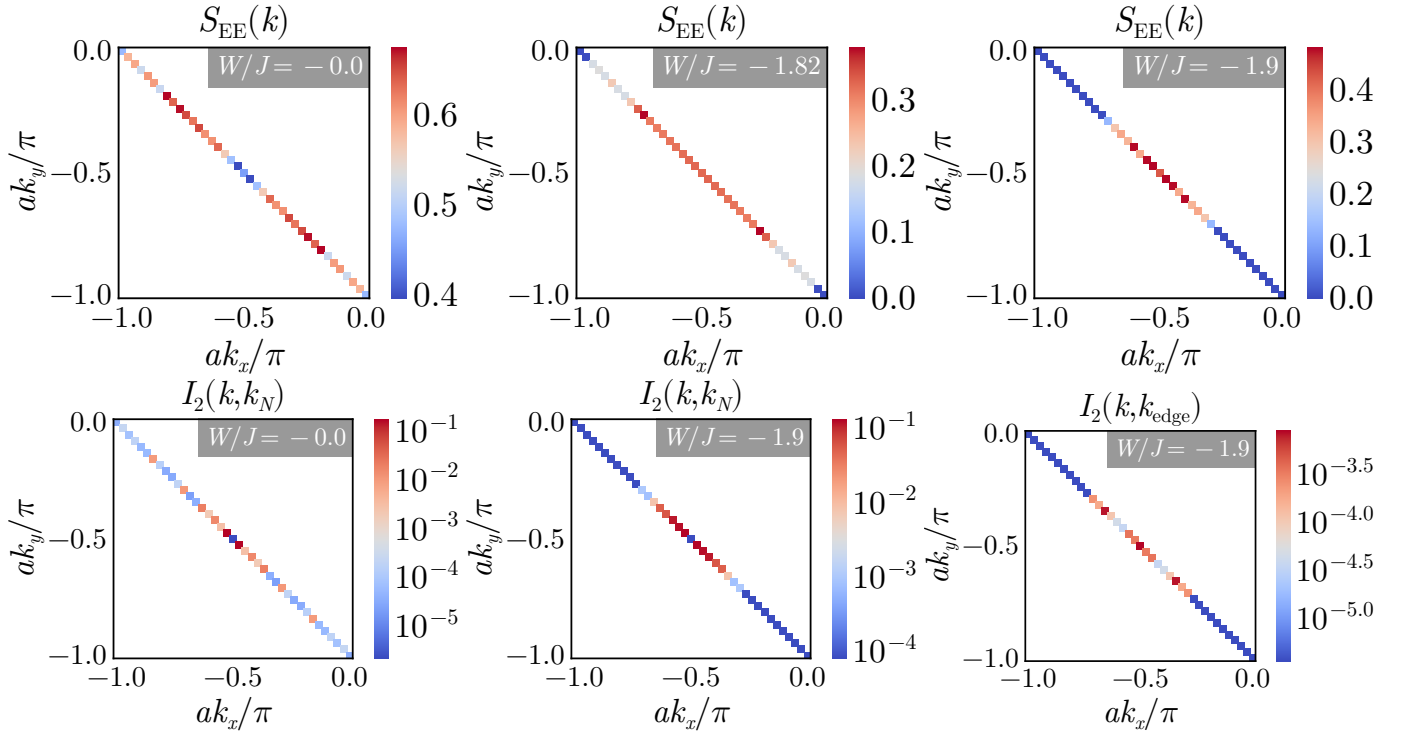 S_EE(k)
W/J = −0.0
0.0
−0.5
−1.0
ak_y/π
−1.0 −0.5 0.0
ak_x/π
0.6
0.5
0.4
S_EE(k)
W/J = −1.82
0.0
−0.5
−1.0
ak_y/π
−1.0 −0.5 0.0
ak_x/π
0.3
0.2
0.1
0.0
S_EE(k)
W/J = −1.9
0.0
−0.5
−1.0
ak_y/π
−1.0 −0.5 0.0
ak_x/π
0.4
0.3
0.2
0.1
0.0
I_2(k,k_N)
W/J = −0.0
0.0
−0.5
−1.0
ak_y/π
−1.0 −0.5 0.0
ak_x/π
10^−1
10^−2
10^−3
10^−4
10^−5
I_2(k,k_N)
W/J = −1.9
0.0
−0.5
−1.0
ak_y/π
−1.0 −0.5 0.0
ak_x/π
10^−1
10^−2
10^−3
10^−4
I_2(k,k_edge)
W/J = −1.9
0.0
−0.5
−1.0
ak_y/π
−1.0 −0.5 0.0
ak_x/π
10^−3.5
10^−4.0
10^−4.5
10^−5.0